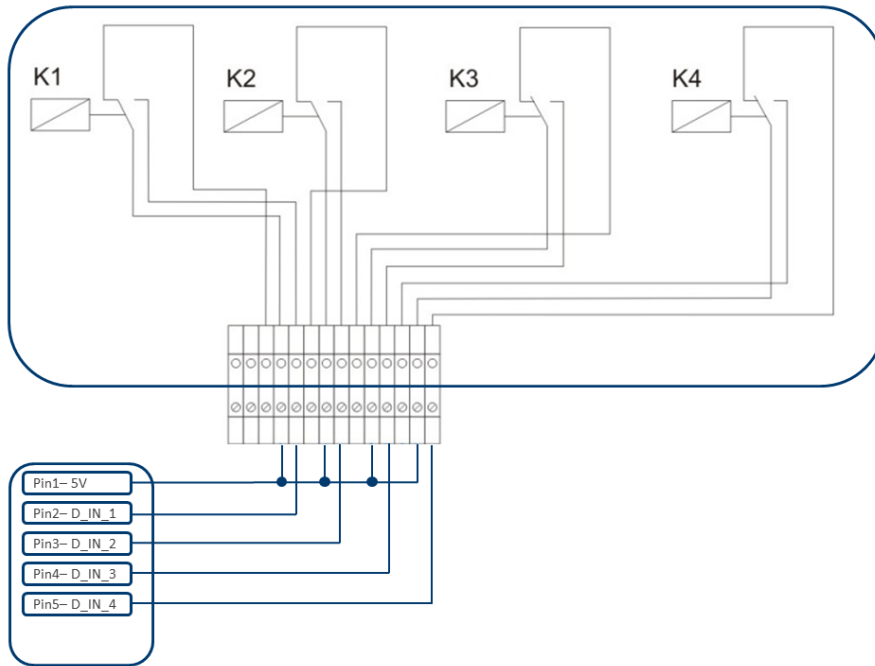 K1
K2
K3
K4
Pin1– 5V
Pin2– D_IN_1
Pin3– D_IN_2
Pin4– D_IN_3
Pin5– D_IN_4